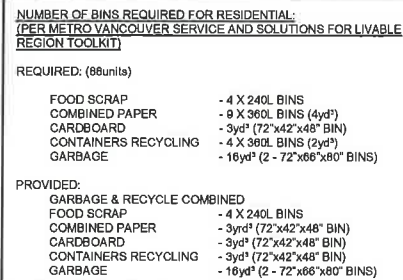 NUMBER OF BINS REQUIRED FOR RESIDENTIAL:
(PER METRO VANCOUVER SERVICE AND SOLUTIONS FOR LIVABLE
REGION TOOLKIT)
REQUIRED: (86units)
FOOD SCRAP - 4 X 240L BINS
COMBINED PAPER - 9 X 360L BINS (4yd³)
CARDBOARD - 3yd³ (72"x42"x48" BIN)
CONTAINERS RECYCLING - 4 X 360L BINS (2yd³)
GARBAGE - 16yd³ (2 - 72"x66"x80" BINS)
PROVIDED:
GARBAGE & RECYCLE COMBINED
FOOD SCRAP - 4 X 240L BINS
COMBINED PAPER - 3yrd³ (72"x42"x48" BIN)
CARDBOARD - 3yd³ (72"x42"x48" BIN)
CONTAINERS RECYCLING - 3yd³ (72"x42"x48" BIN)
GARBAGE - 16yd³ (2 - 72"x66"x80" BINS)